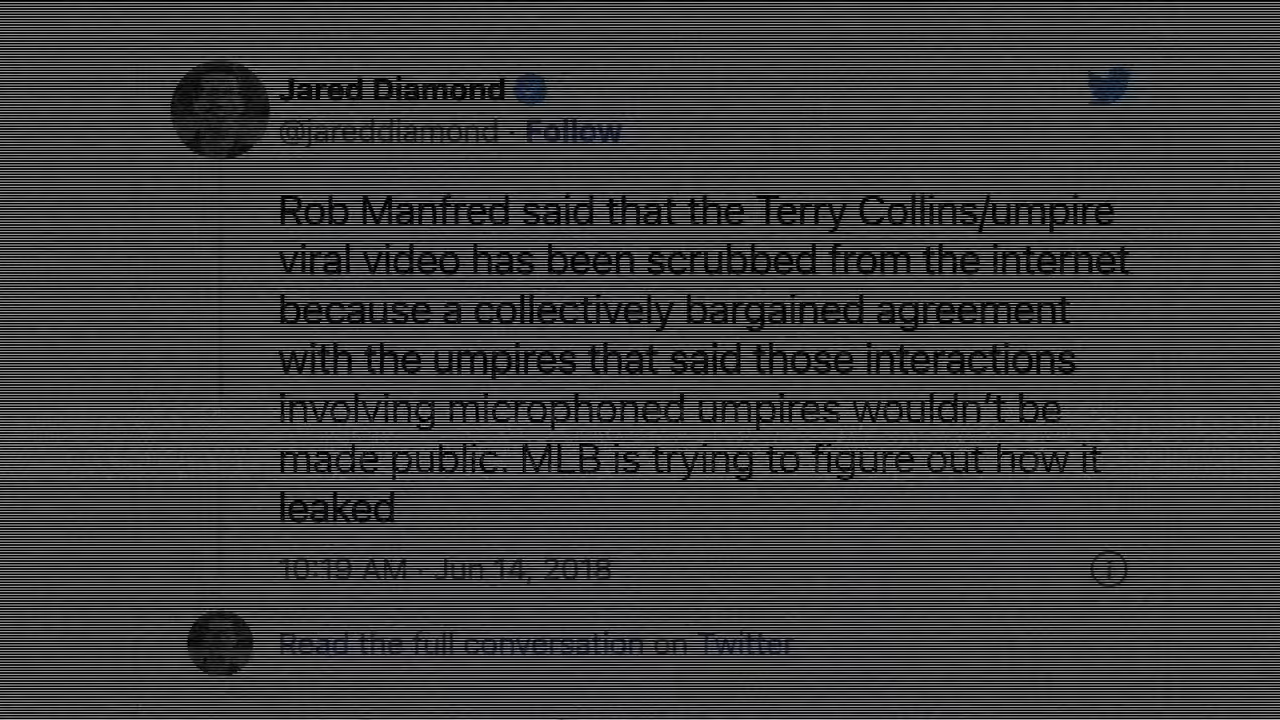 Jared Diamond
@jareddiamond · Follow
Rob Manfred said that the Terry Collins/umpire
viral video has been scrubbed from the internet
because a collectively bargained agreement
with the umpires that said those interactions
involving microphoned umpires wouldn't be
made public. MLB is trying to figure out how it
leaked
10:19 AM · Jun 14, 2018
Read the full conversation on Twitter